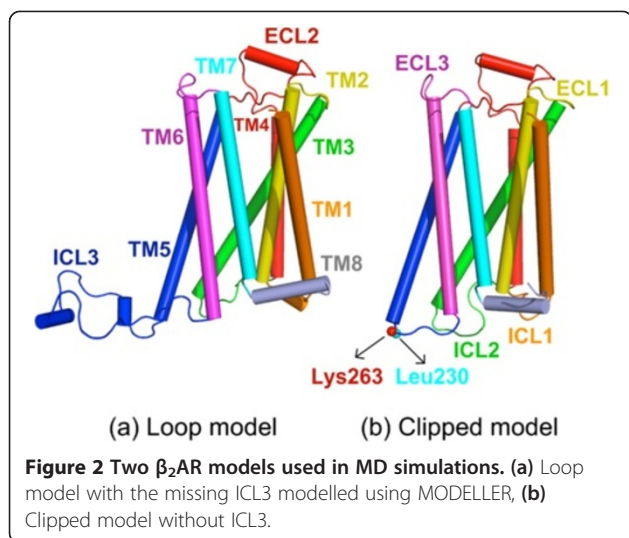 ECL2
TM7
TM2
TM4
TM6
TM3
TM1
ICL3
TM5
TM8
ECL3
ECL1
ICL2
ICL1
Lys263 Leu230
(a) Loop model (b) Clipped model
Figure 2 Two β₂AR models used in MD simulations. (a) Loop
model with the missing ICL3 modelled using MODELLER, (b)
Clipped model without ICL3.